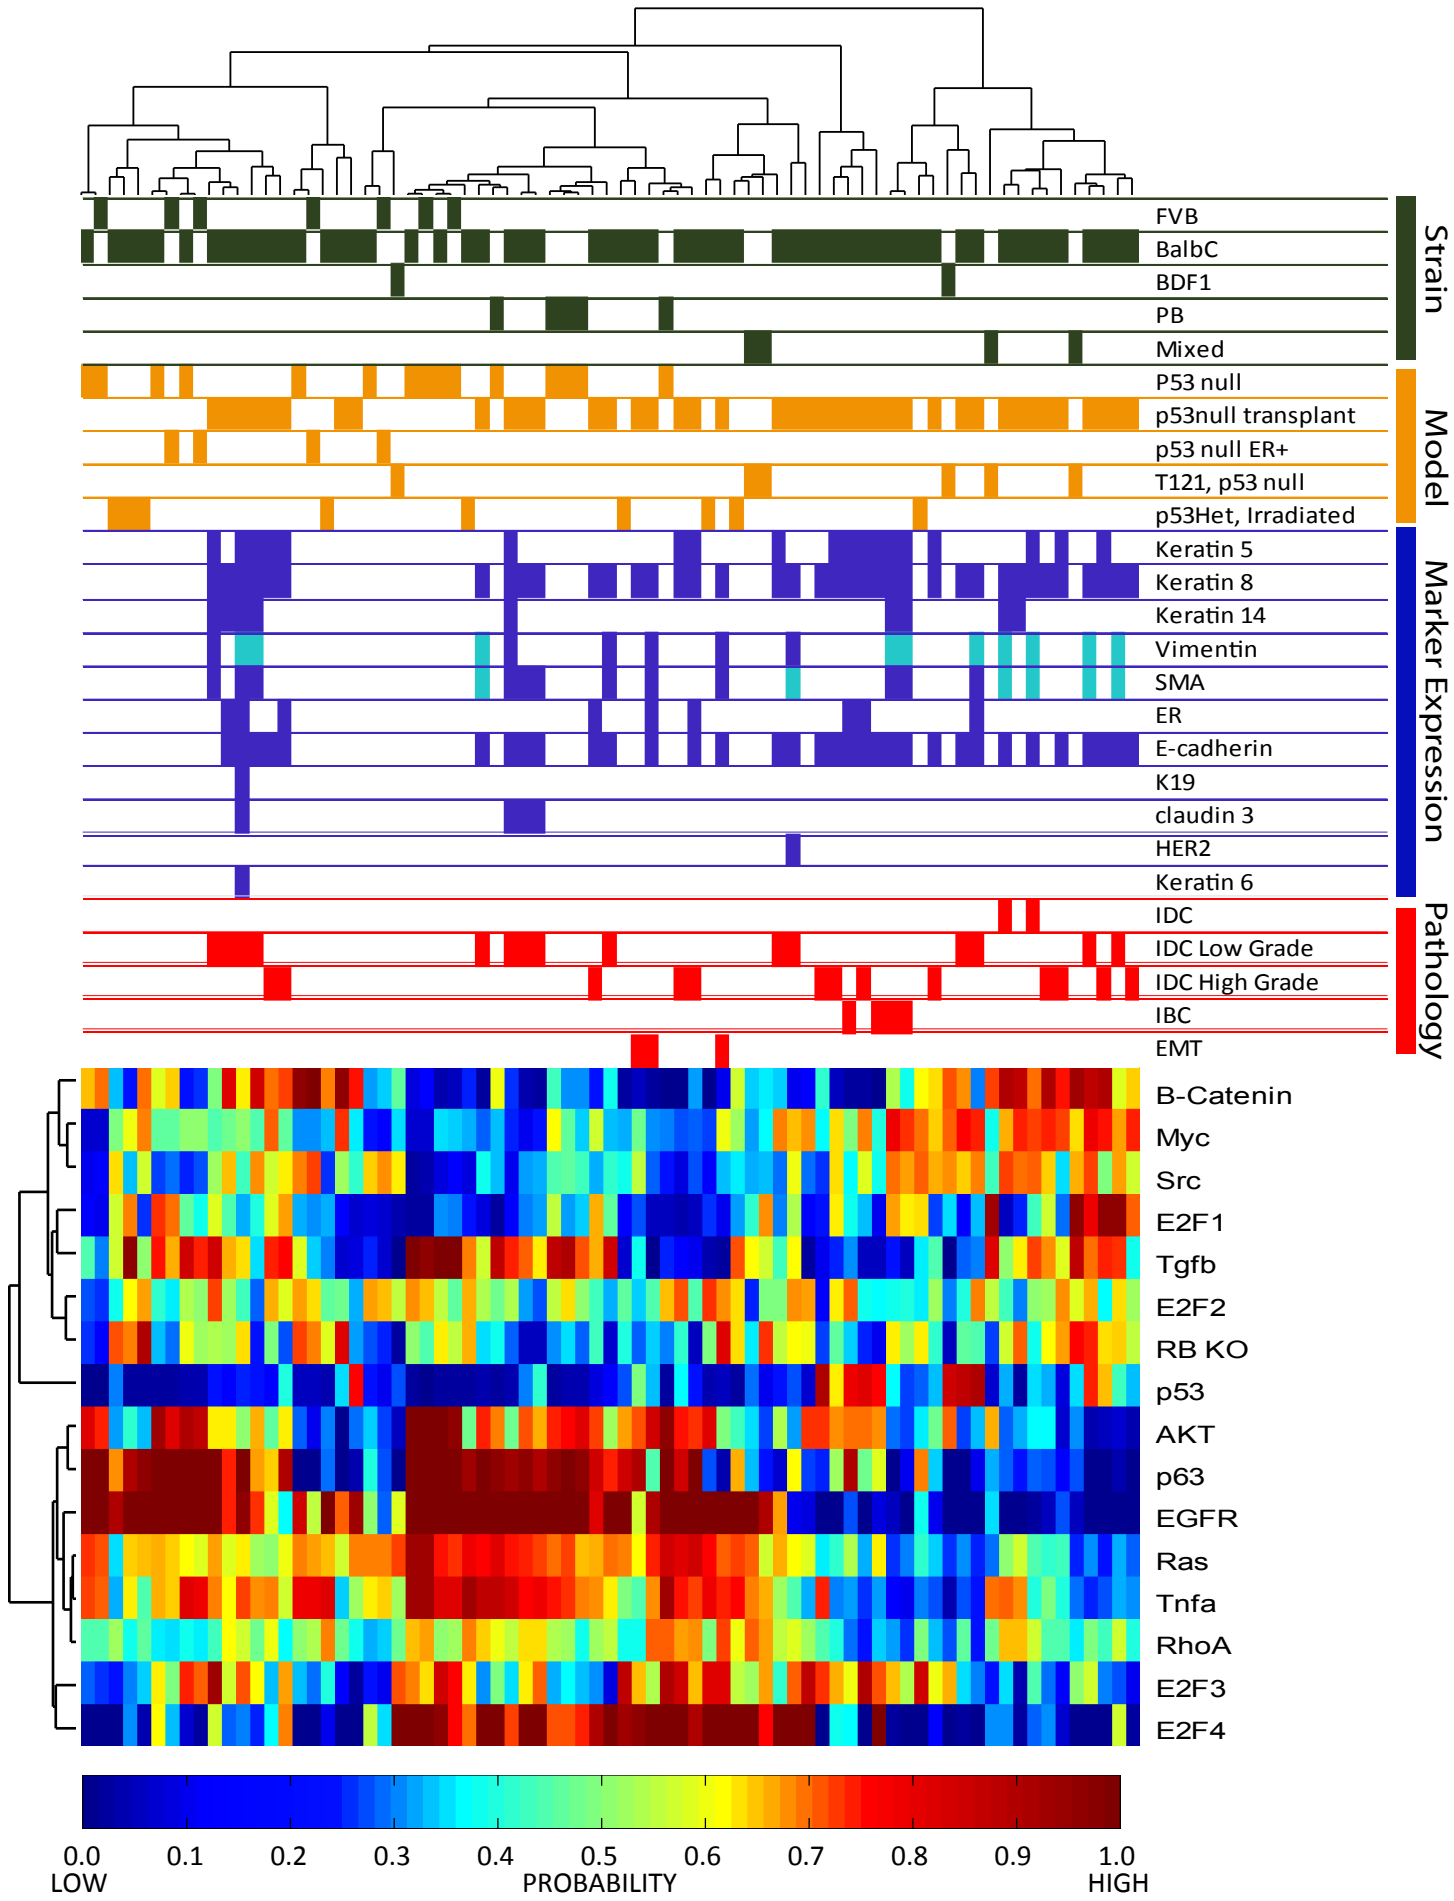 FVB
BalbC
BDF1
PB
Mixed
Strain
P53 null
p53null transplant
p53 null ER+
T121, p53 null
p53Het, Irradiated
Model
Keratin 5
Keratin 8
Keratin 14
Vimentin
SMA
ER
E-cadherin
K19
claudin 3
HER2
Keratin 6
Marker Expression
IDC
IDC Low Grade
IDC High Grade
IBC
EMT
Pathology
B-Catenin
Myc
Src
E2F1
Tgfb
E2F2
RB KO
p53
AKT
p63
EGFR
Ras
Tnfa
RhoA
E2F3
E2F4
0.0 0.1 0.2 0.3 0.4 0.5 0.6 0.7 0.8 0.9 1.0
LOW PROBABILITY HIGH